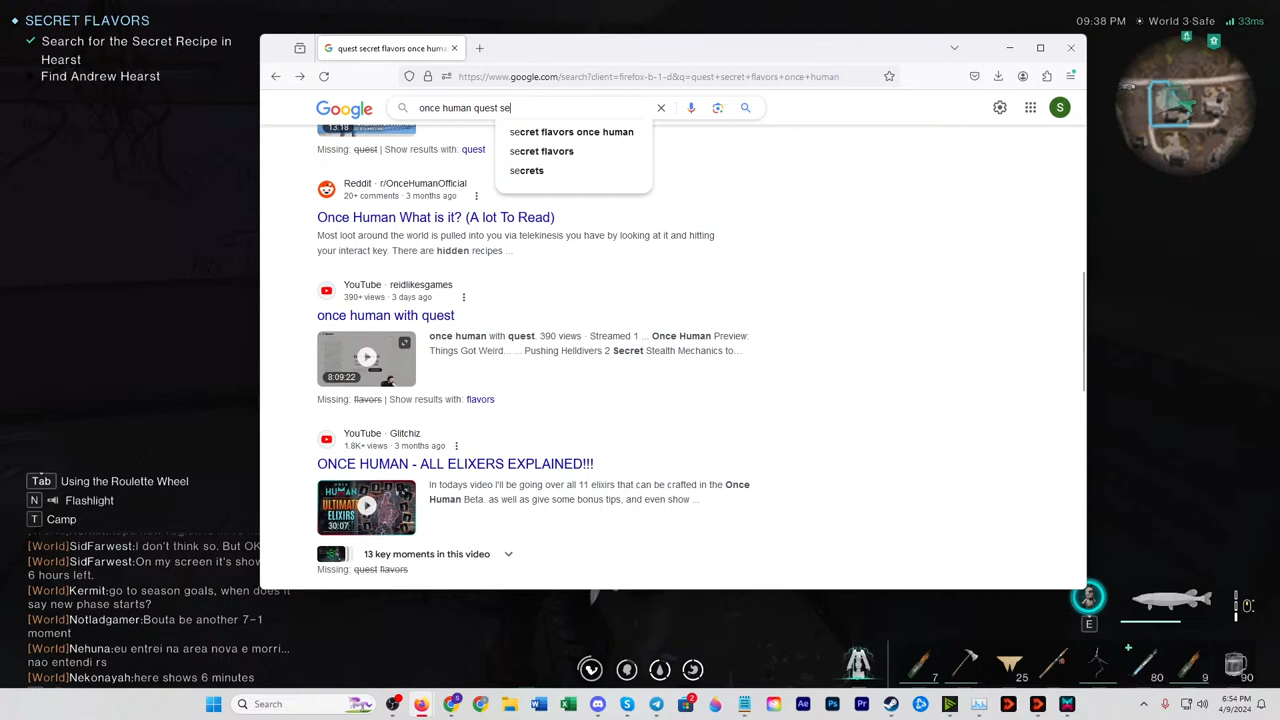 SECRET FLAVORS
Search for the Secret Recipe in
Hearst
Find Andrew Hearst
09:38 PM World 3·Safe 33ms
quest secret flavors once huma
https://www.google.com/search?client=firefox-b-1-d&q=quest+secret+flavors+once+human
Google
once human quest se
S
secret flavors once human
secret flavors
secrets
13:18
Missing: quest | Show results with: quest
Reddit · r/OnceHumanOfficial
20+ comments · 3 months ago
Once Human What is it? (A lot To Read)
Most loot around the world is pulled into you via telekinesis you have by looking at it and hitting
your interact key. There are hidden recipes ...
YouTube · reidlikesgames
390+ views · 3 days ago
once human with quest
once human with quest. 390 views · Streamed 1 ... Once Human Preview:
Things Got Weird... ... Pushing Helldivers 2 Secret Stealth Mechanics to...
8:09:22
Missing: flavors | Show results with: flavors
YouTube · Glitchiz
1.8K+ views · 3 months ago
ONCE HUMAN - ALL ELIXERS EXPLAINED!!!
In todays video I'll be going over all 11 elixirs that can be crafted in the Once
Human Beta. as well as give some bonus tips, and even show ...
ONCE HUMAN
ULTIMATE
ELIXIRS
30:07
13 key moments in this video
Missing: quest flavors
Tab Using the Roulette Wheel
N Flashlight
T Camp
[World]SidFarwest:I don't think so. But OK
[World]SidFarwest:On my screen it's show
6 hours left.
[World]Kermit:go to season goals, when does it
say new phase starts?
[World]Notladgamer:Bouta be another 7-1
moment
[World]Nehuna:eu entrei na area nova e morri...
nao entendi rs
[World]Nekonayah:here shows 6 minutes
E
7 25 80 9 90
Search
2
6:54 PM
4/9/2024